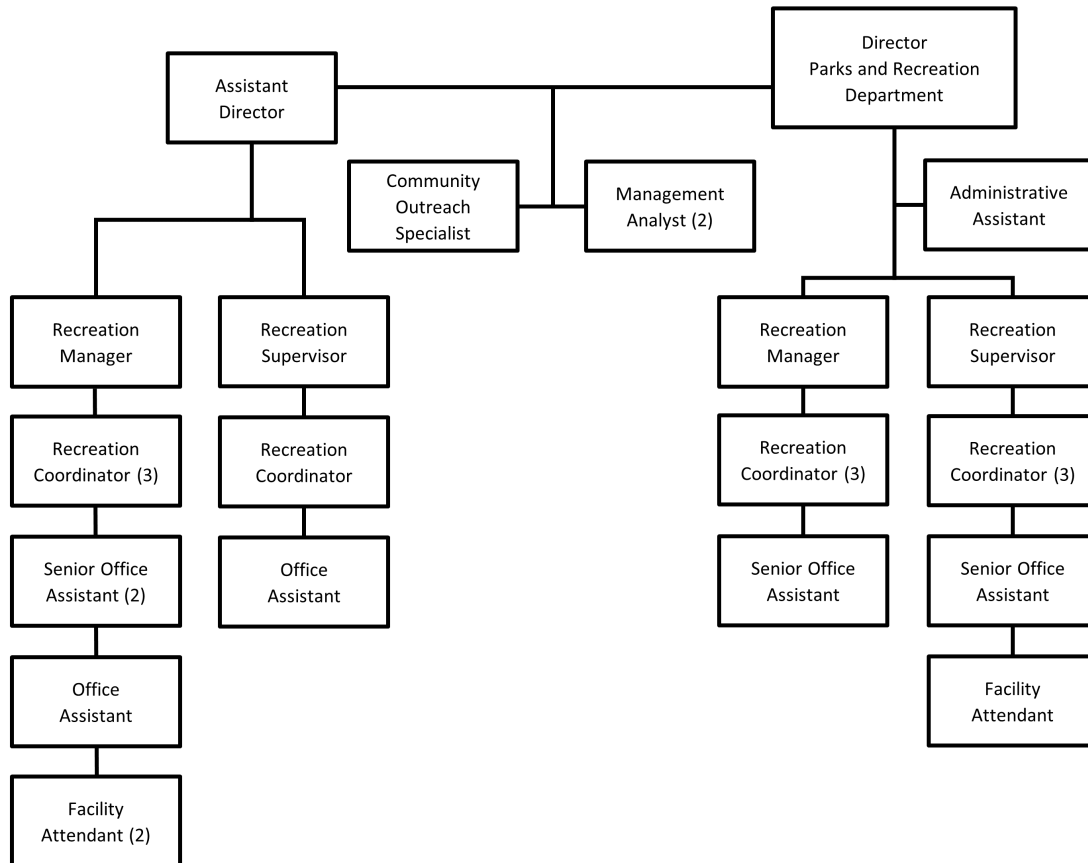 Director
Parks and Recreation
Department
Assistant
Director
Community
Outreach
Specialist
Management
Analyst (2)
Administrative
Assistant
Recreation
Manager
Recreation
Supervisor
Recreation
Manager
Recreation
Supervisor
Recreation
Coordinator (3)
Recreation
Coordinator
Recreation
Coordinator (3)
Recreation
Coordinator (3)
Senior Office
Assistant (2)
Office
Assistant
Senior Office
Assistant
Senior Office
Assistant
Office
Assistant
Facility
Attendant
Facility
Attendant (2)